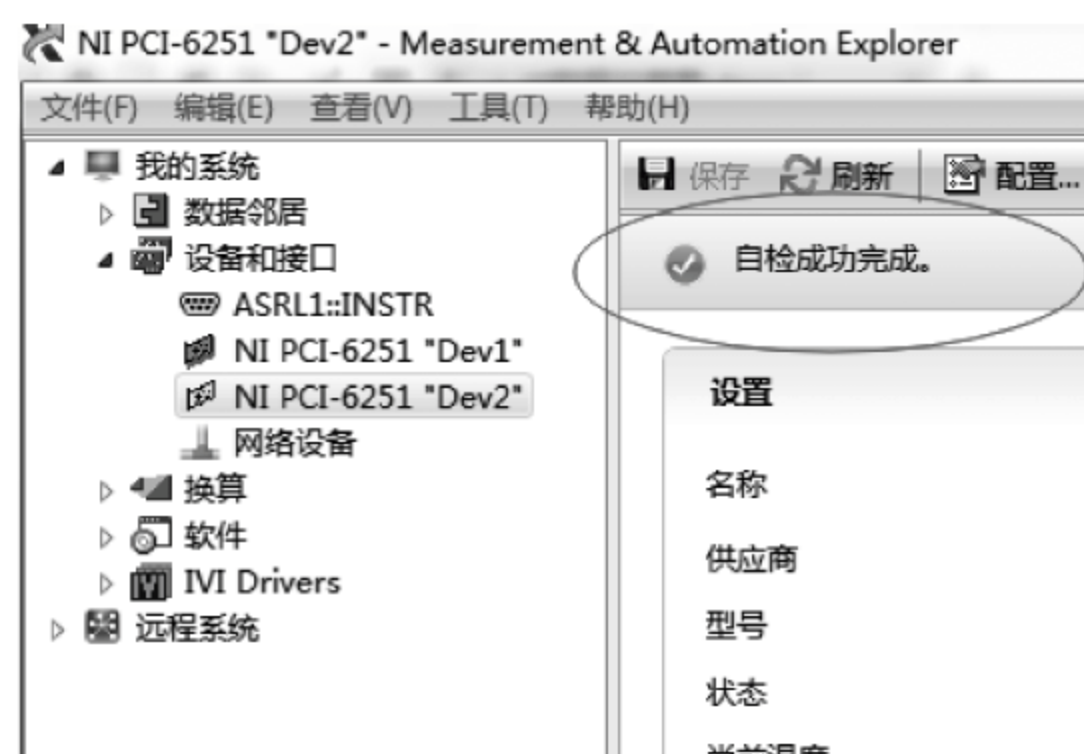 NI PCI-6251 "Dev2" - Measurement & Automation Explorer
文件(F) 编辑(E) 查看(V) 工具(T) 帮助(H)
我的系统
数据邻居
设备和接口
ASRL1::INSTR
NI PCI-6251 "Dev1"
NI PCI-6251 "Dev2"
网络设备
换算
软件
IVI Drivers
远程系统
保存 刷新 配置...
自检成功完成。
设置
名称
供应商
型号
状态
当前温度